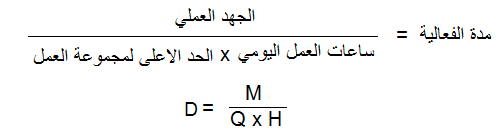 الجهد العملي
مدة الفعالية =
ساعات العمل اليومي x الحد الاعلى لمجموعة العمل
M
D =
Q x H